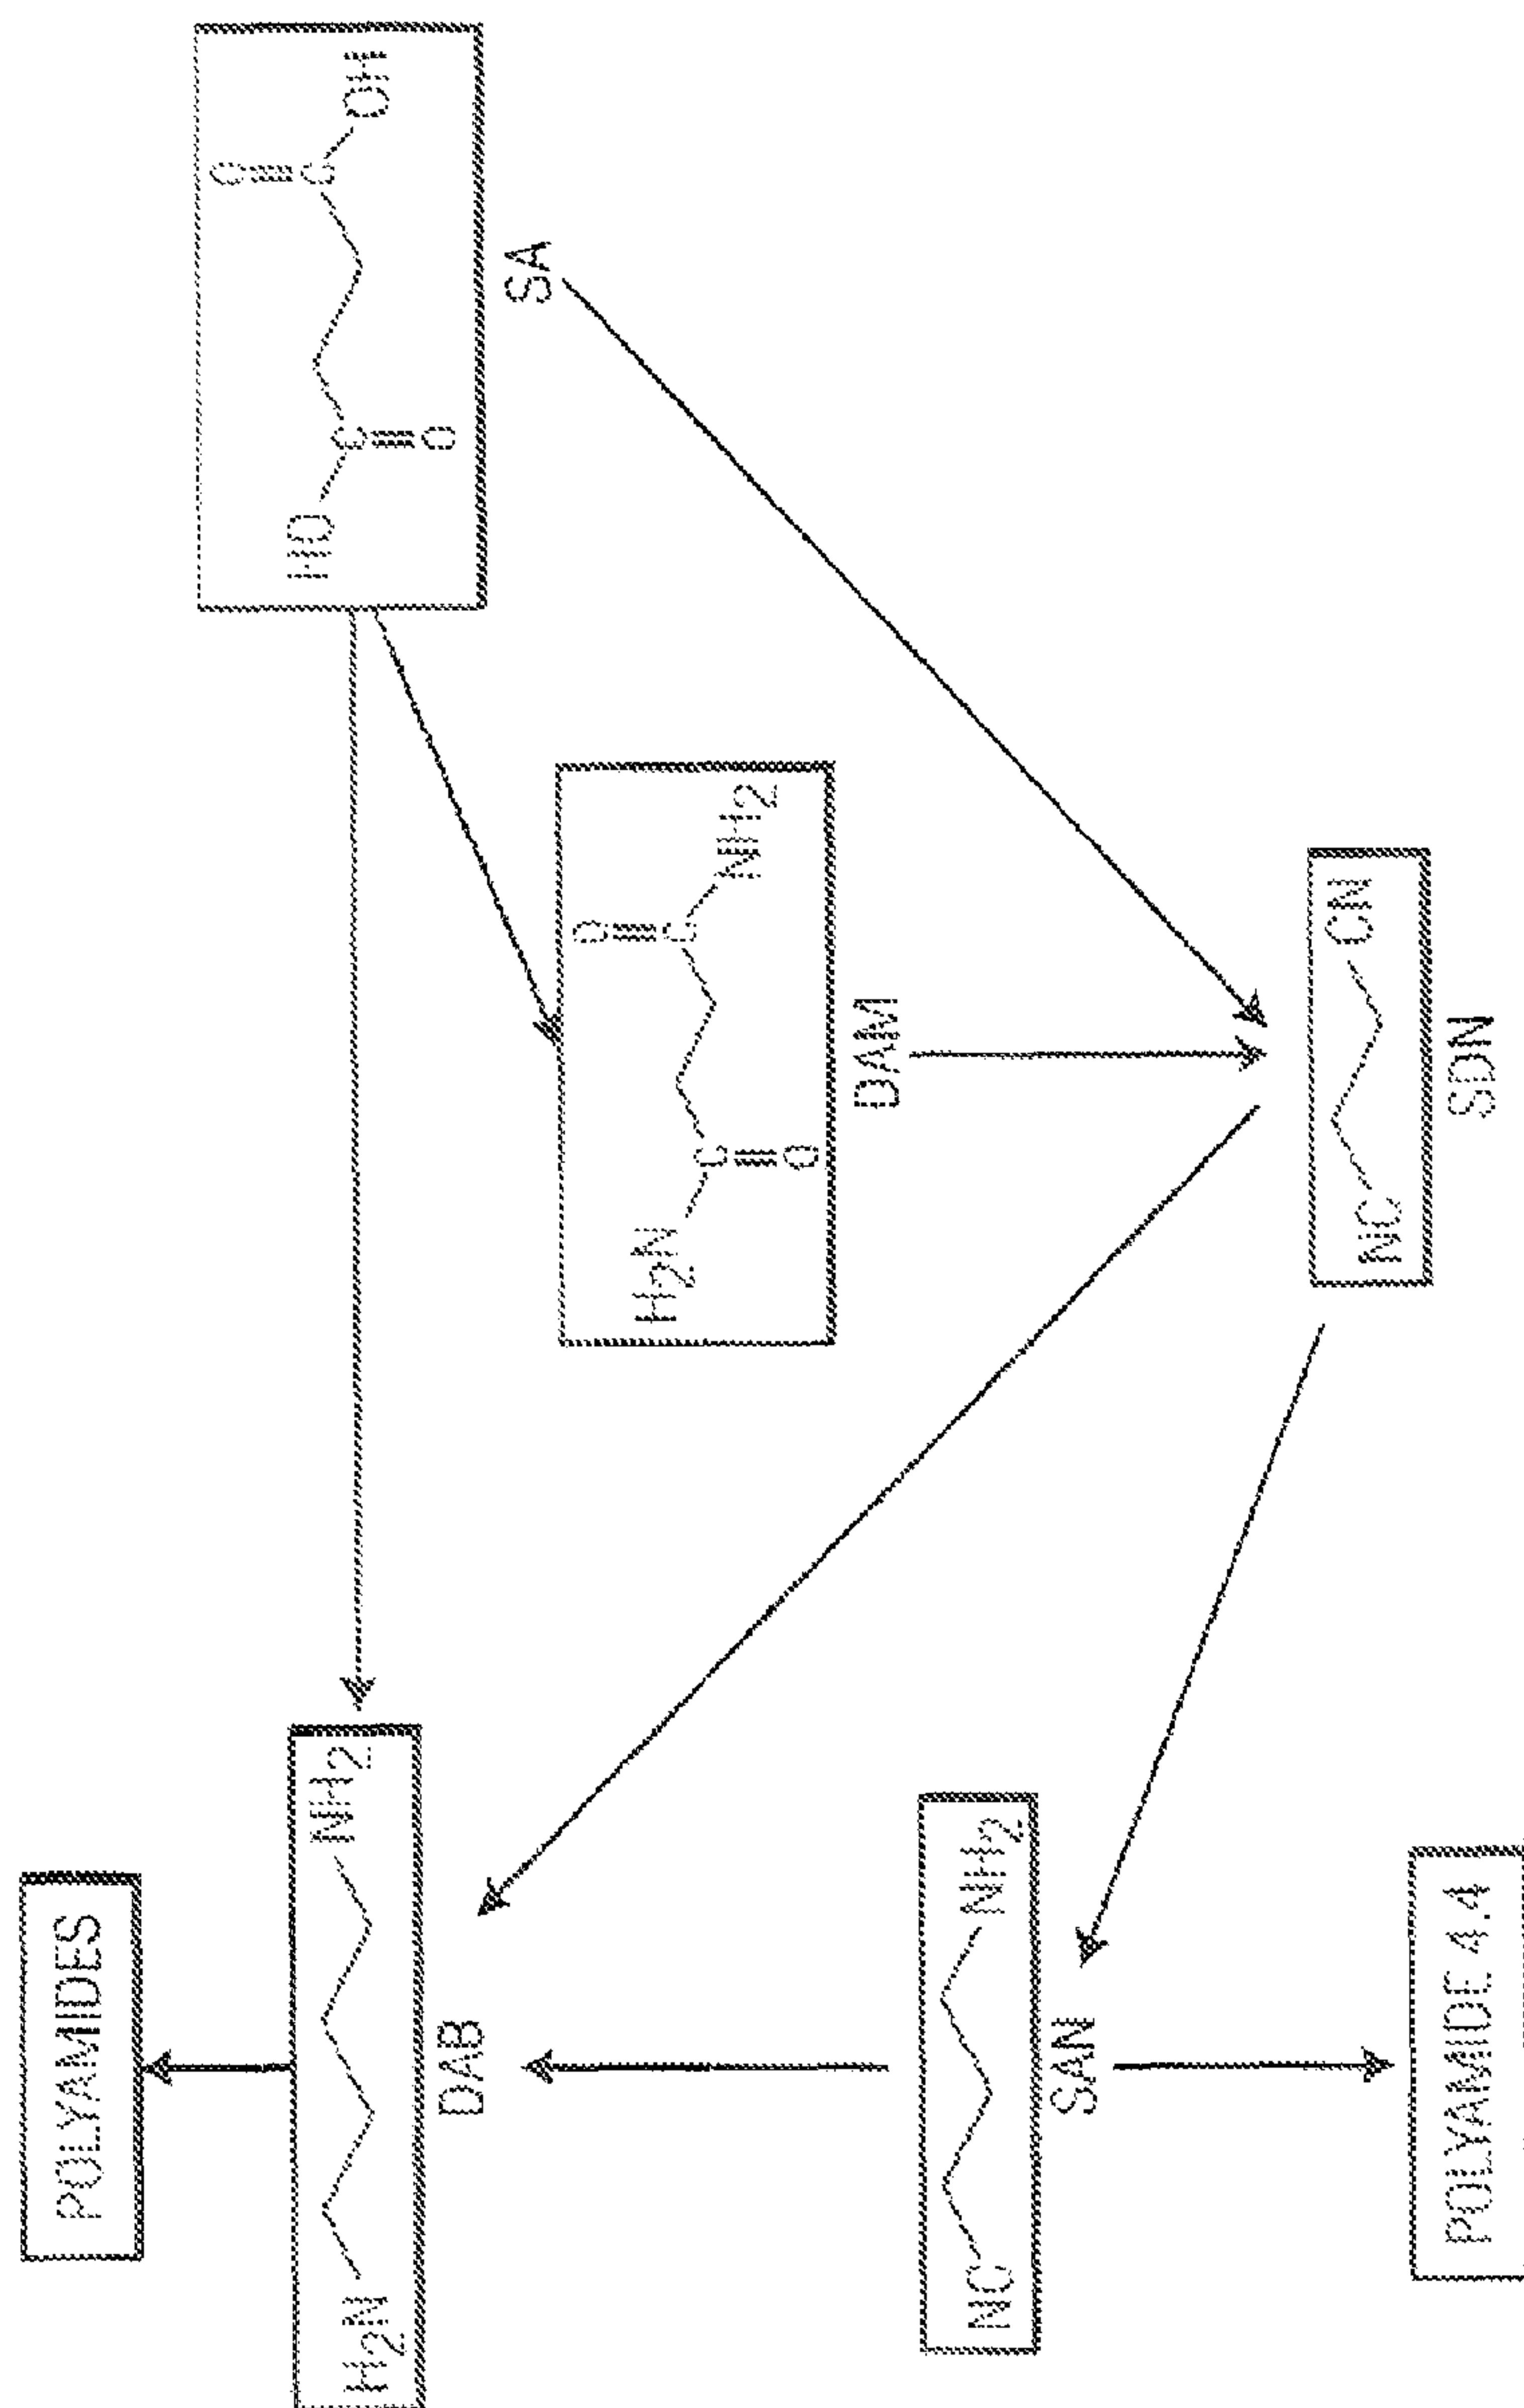 POLYAMIDES
H2N NH2
DAB
O
HO C C OH
O
SA
O
H2N C C NH2
O
DAM
NC NH2
SAN
NC CN
SDN
POLYAMIDE 4.4